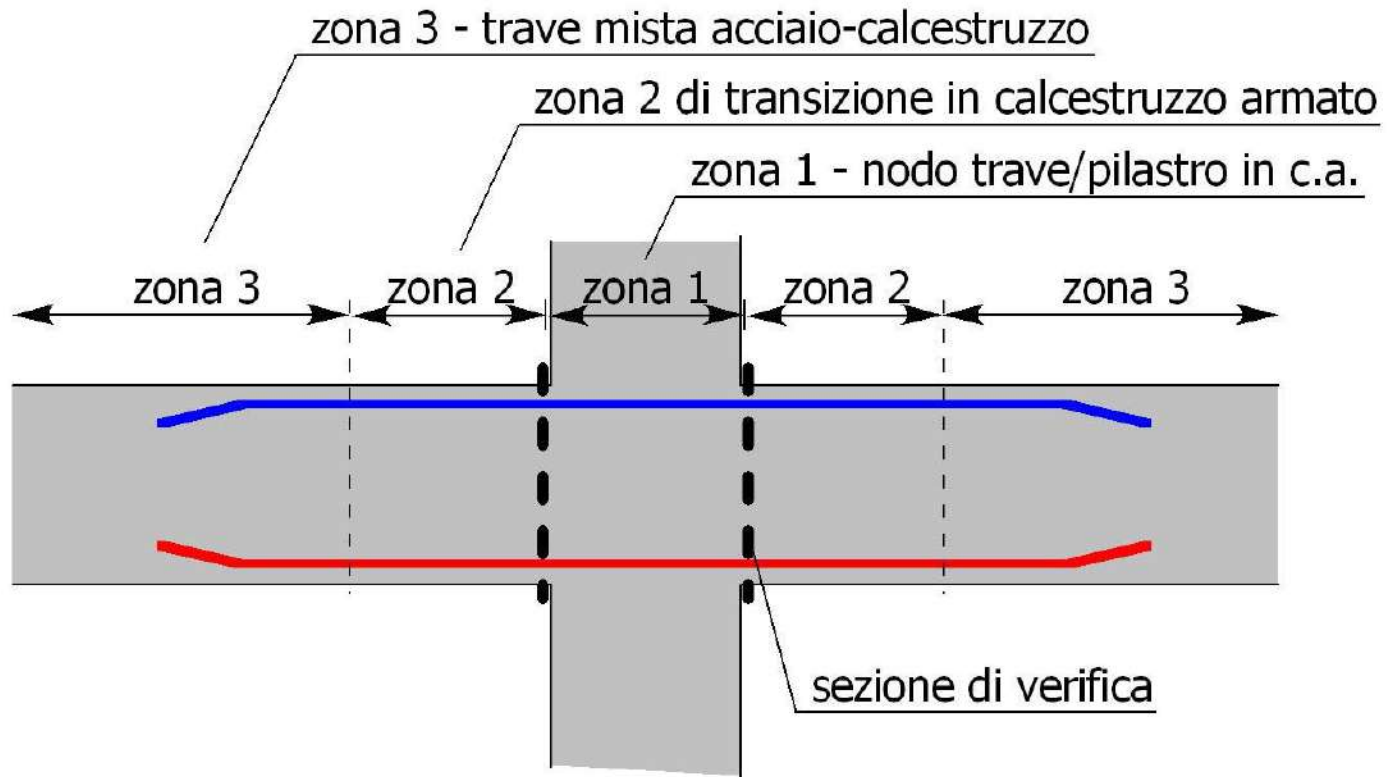 zona 3 - trave mista acciaio-calcestruzzo
zona 2 di transizione in calcestruzzo armato
zona 1 - nodo trave/pilastro in c.a.
zona 3 zona 2 zona 1 zona 2 zona 3
sezione di verifica